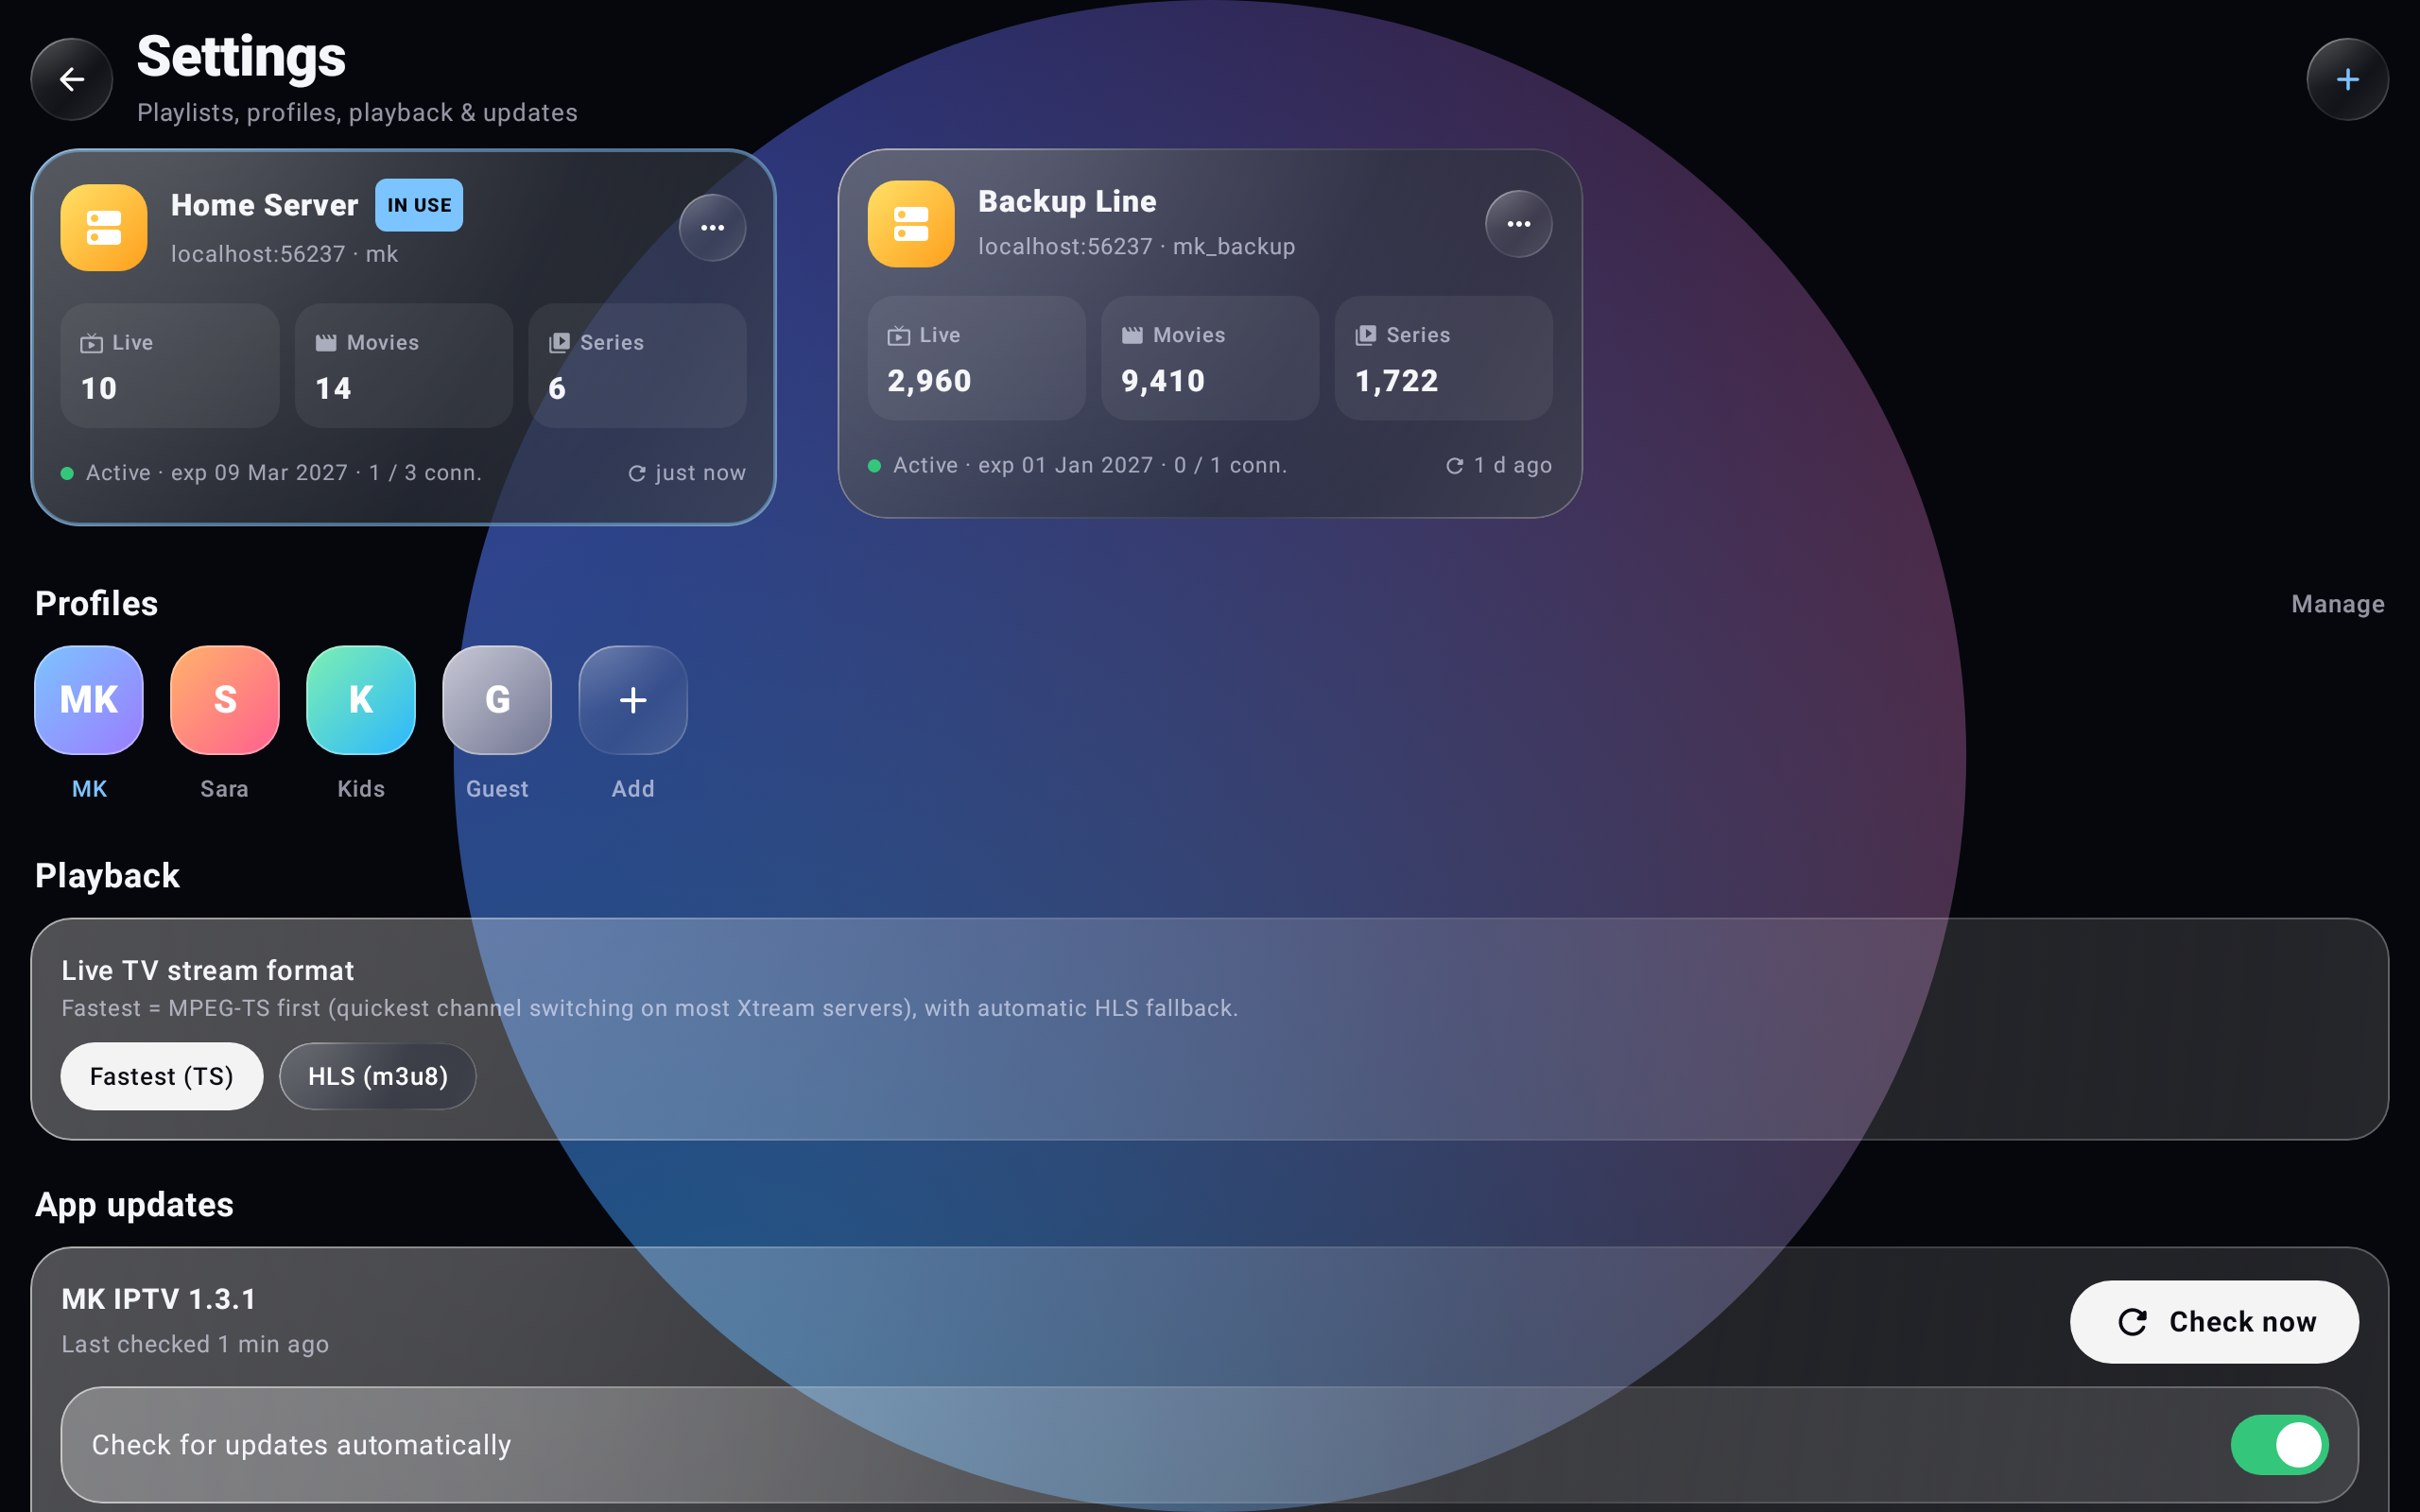 Settings
Playlists, profiles, playback & updates
Home Server IN USE
localhost:56237 · mk
Live
10
Movies
14
Series
6
Active · exp 09 Mar 2027 · 1 / 3 conn. just now
Backup Line
localhost:56237 · mk_backup
Live
2,960
Movies
9,410
Series
1,722
Active · exp 01 Jan 2027 · 0 / 1 conn. 1 d ago
Profiles
Manage
MK
S
K
G
MK
Sara
Kids
Guest
Add
Playback
Live TV stream format
Fastest = MPEG-TS first (quickest channel switching on most Xtream servers), with automatic HLS fallback.
Fastest (TS)
HLS (m3u8)
App updates
MK IPTV 1.3.1
Last checked 1 min ago
Check now
Check for updates automatically